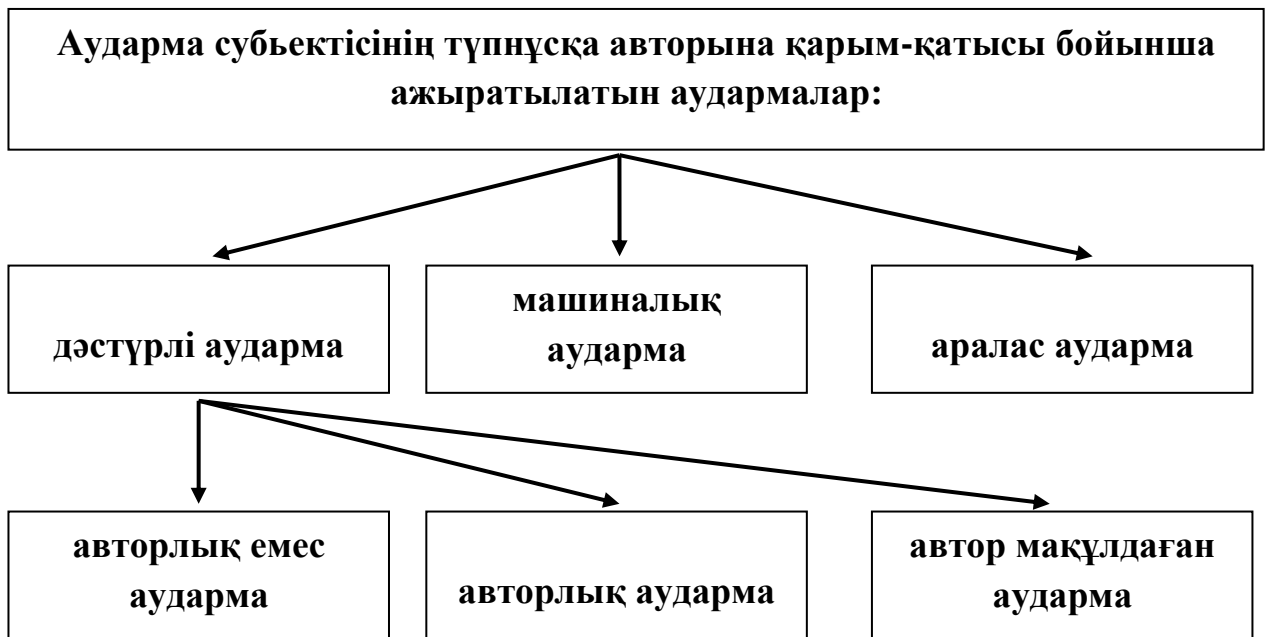 Аударма субьектісінің түпнұсқа авторына қарым-қатысы бойынша
ажыратылатын аудармалар:
дәстүрлі аударма
машиналық
аударма
аралас аударма
авторлық емес
аударма
авторлық аударма
автор мақұлдаған
аударма